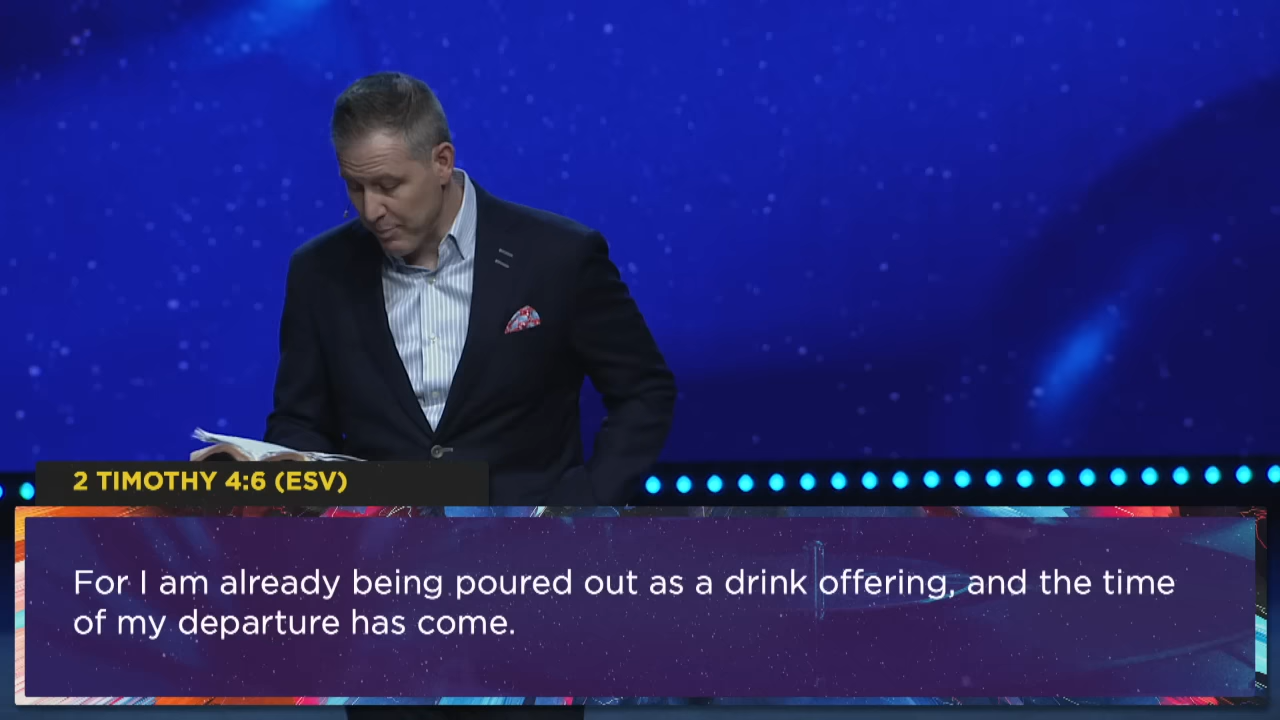 2 TIMOTHY 4:6 (ESV)
For I am already being poured out as a drink offering, and the time
of my departure has come.